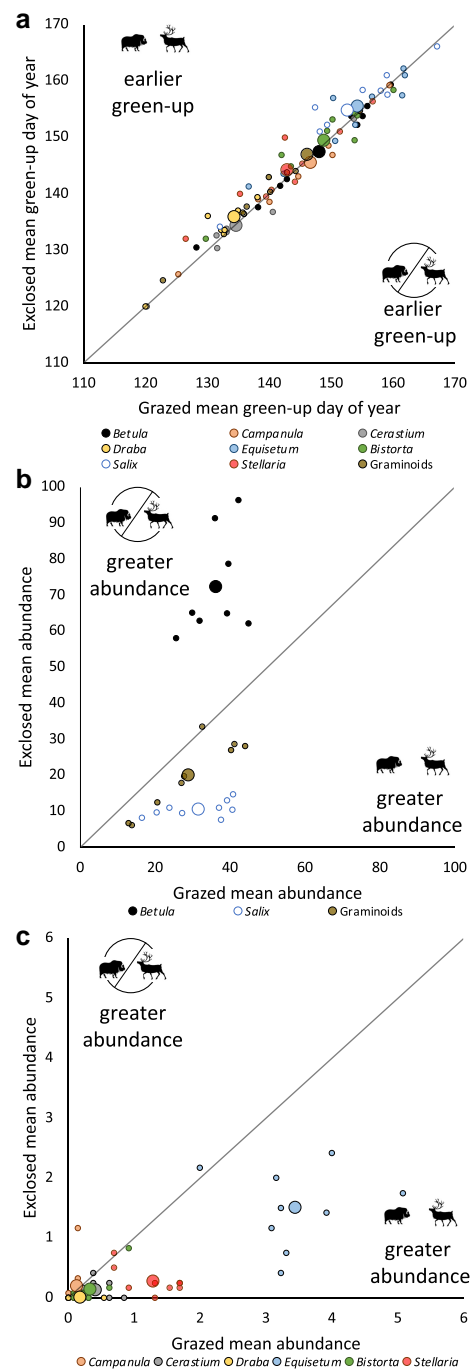 a
170
160
150
140
130
120
110
Exclosed mean green-up day of year
earlier
green-up
earlier
green-up
110 120 130 140 150 160 170
Grazed mean green-up day of year
Betula Campanula Cerastium
Draba Equisetum Bistorta
Salix Stellaria Graminoids
b
100
90
80
70
60
50
40
30
20
10
0
Exclosed mean abundance
greater
abundance
greater
abundance
0 20 40 60 80 100
Grazed mean abundance
Betula Salix Graminoids
c
6
5
4
3
2
1
0
Exclosed mean abundance
greater
abundance
greater
abundance
0 1 2 3 4 5 6
Grazed mean abundance
Campanula Cerastium Draba Equisetum Bistorta Stellaria